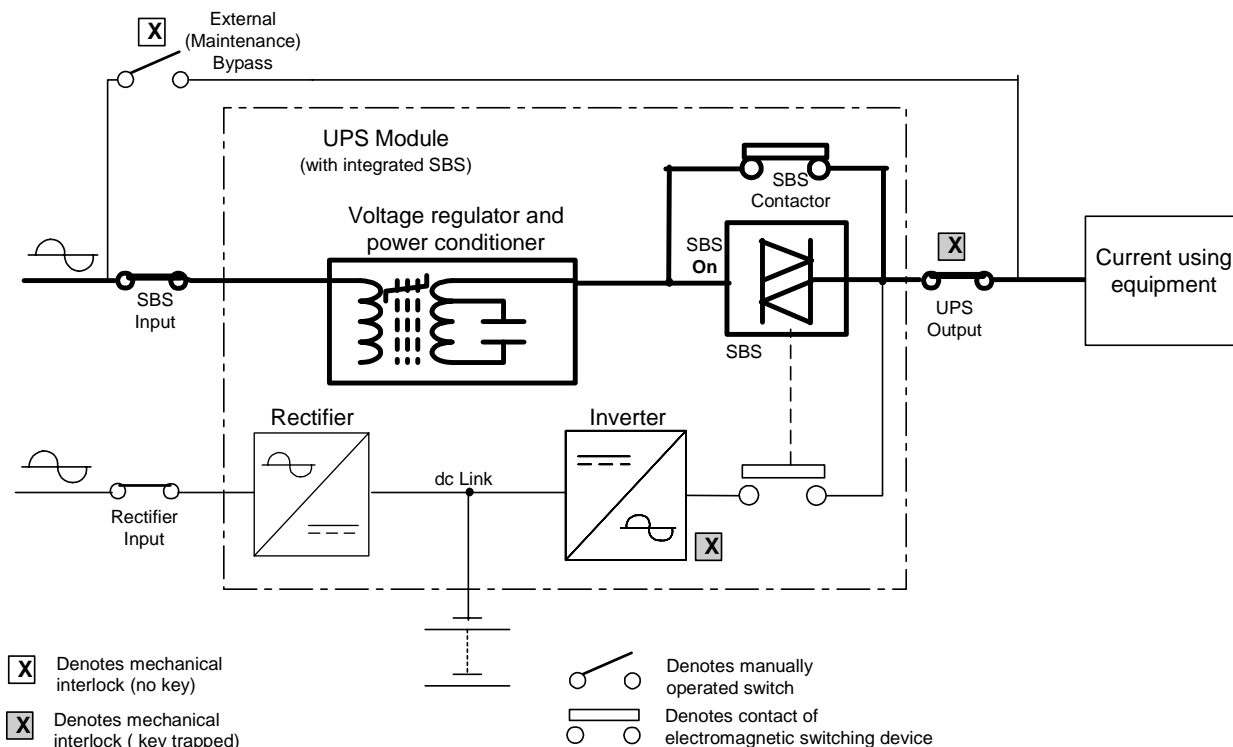 X
External
(Maintenance)
Bypass
UPS Module
(with integrated SBS)
SBS
Contactor
Voltage regulator and
power conditioner
SBS
On
X
Current using
equipment
SBS
Input
UPS
Output
SBS
Rectifier
Inverter
dc Link
Rectifier
Input
X
X
Denotes mechanical
interlock (no key)
Denotes manually
operated switch
X
Denotes mechanical
interlock ( key trapped)
Denotes contact of
electromagnetic switching device